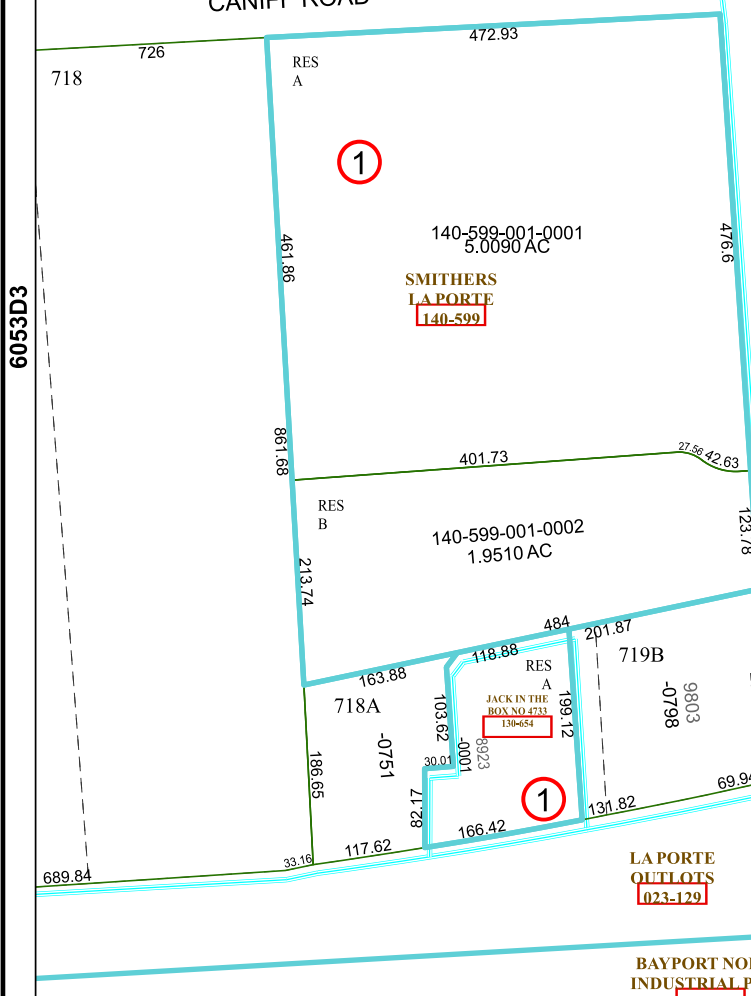 CANIFF ROAD
472.93
726
718
RES
A
1
461.86
476.6
140-599-001-0001
5.0090 AC
SMITHERS
LA PORTE
140-599
6053D3
861.68
401.73
27.56
42.63
RES
B
140-599-001-0002
1.9510 AC
123.78
213.74
484
201.87
163.88
118.88
RES
A
719B
718A
103.62
JACK IN THE
BOX NO 4733
130-654
199.12
-0798
9803
-0751
-0001
8923
186.65
30.01
82.17
1
166.42
131.82
69.94
117.62
33.16
689.84
LA PORTE
OUTLOTS
023-129
BAYPORT
INDUSTRIAL